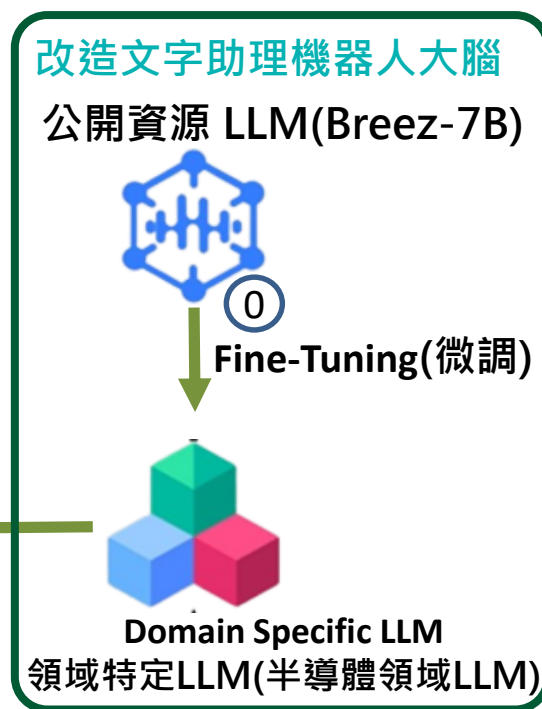 改造文字助理機器人大腦
公開資源 LLM(Breez-7B)
0
Fine-Tuning(微調)
Domain Specific LLM
領域特定LLM(半導體領域LLM)